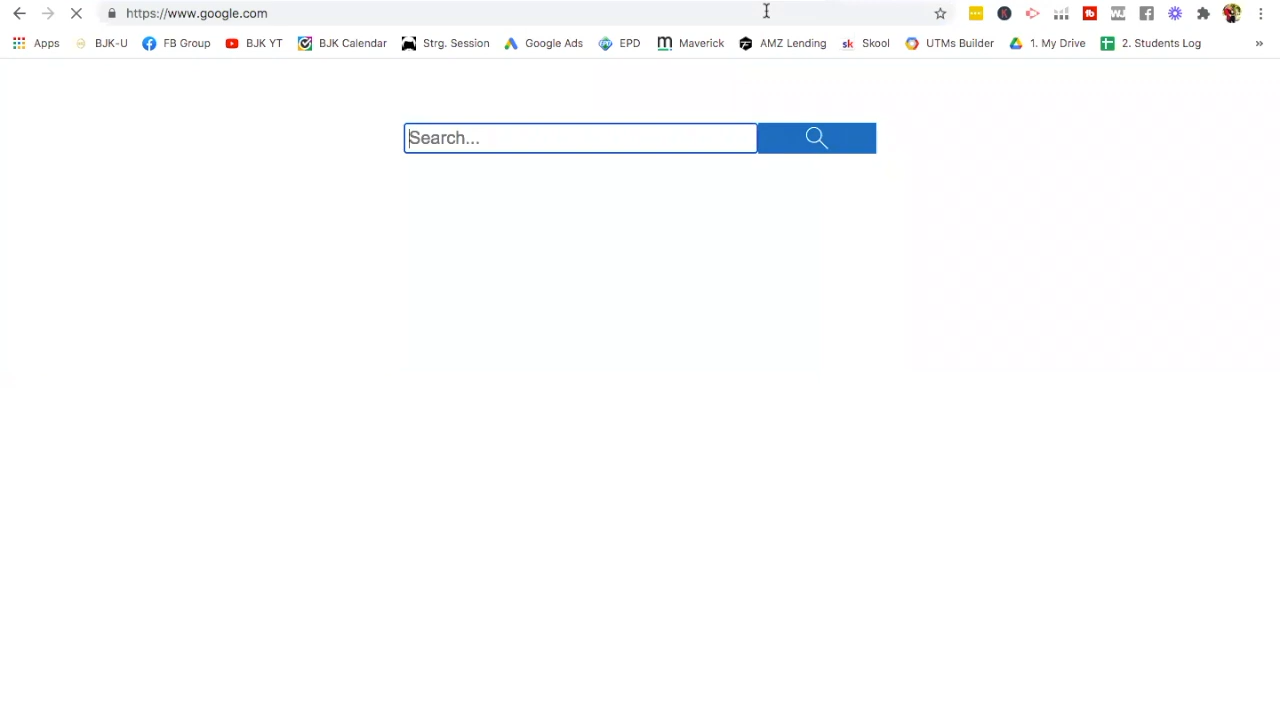 https://www.google.com
Apps BJK-U FB Group BJK YT BJK Calendar Strg. Session Google Ads EPD Maverick AMZ Lending sk Skool UTMs Builder 1. My Drive 2. Students Log »
Search...